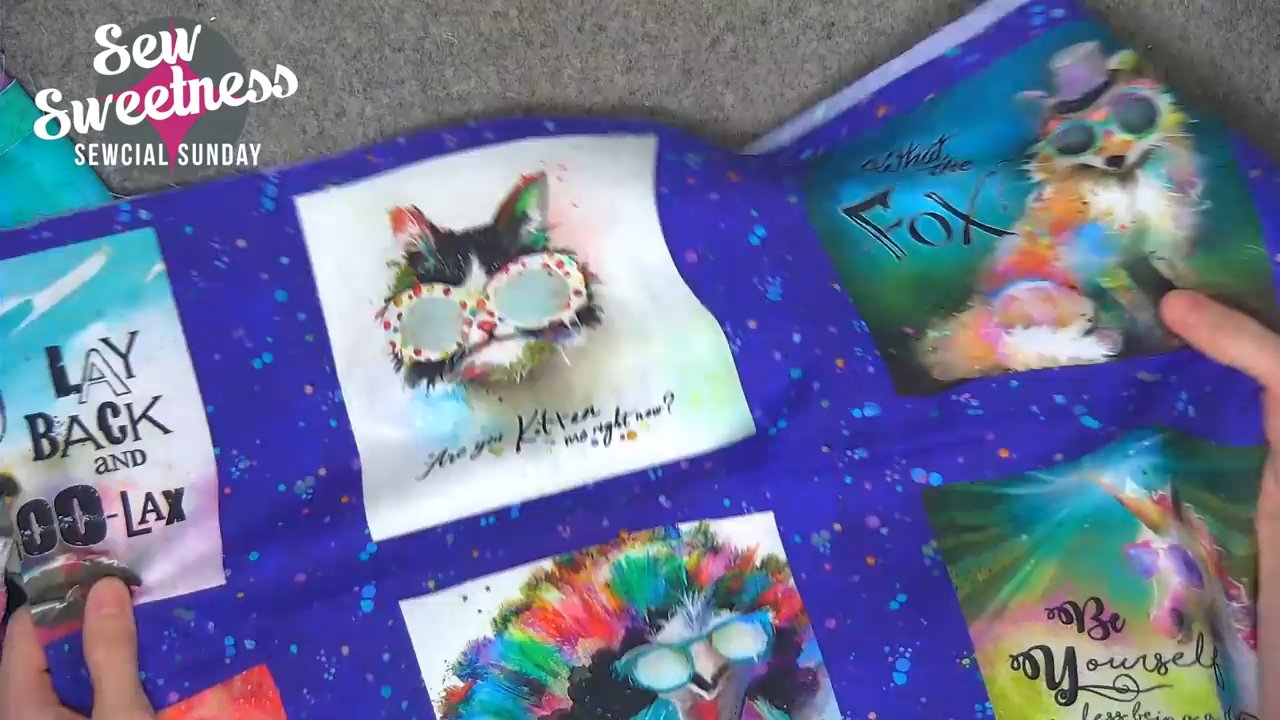 Sew
Sweetness
SEWCIAL SUNDAY
LAY
BACK
AND
OO-LAX
Are you Kitten
me right now?
What the
FOX
Be
Yourself